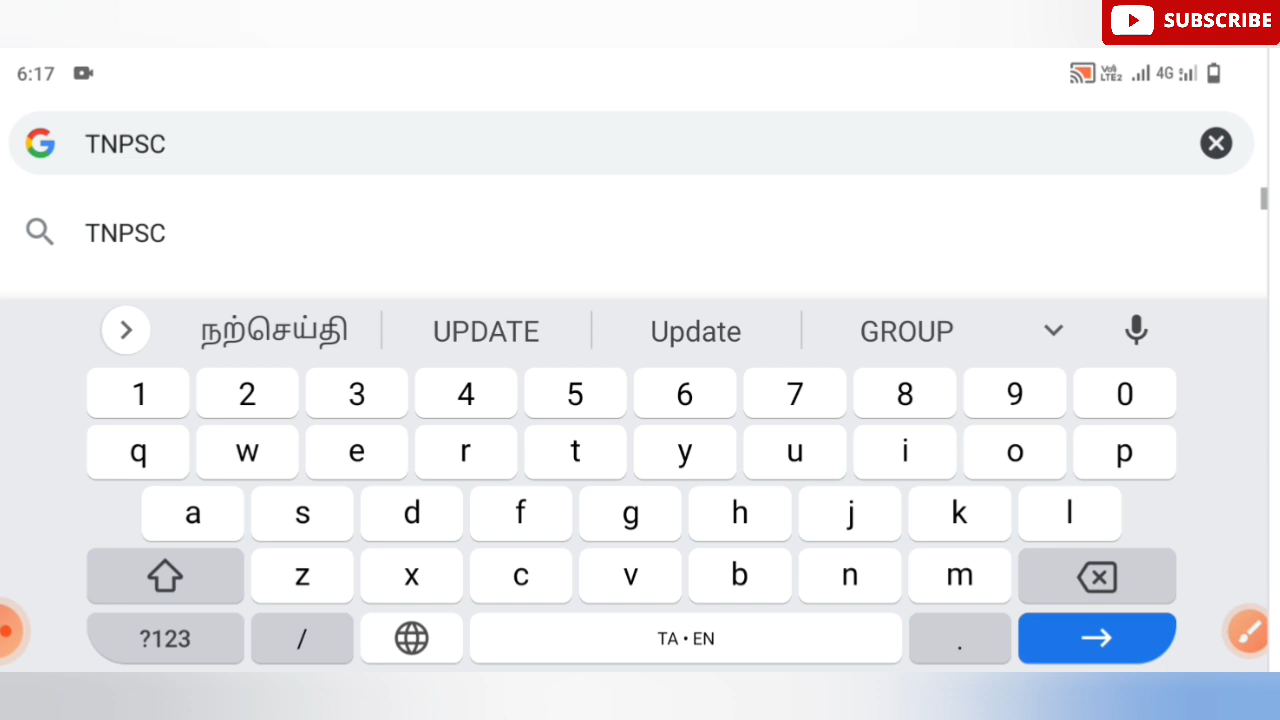 SUBSCRIBE
6:17 VoLTE2 4G
TNPSC
TNPSC
நற்செய்தி UPDATE Update GROUP
1 2 3 4 5 6 7 8 9 0
q w e r t y u i o p
a s d f g h j k l
z x c v b n m
?123 / TA • EN .